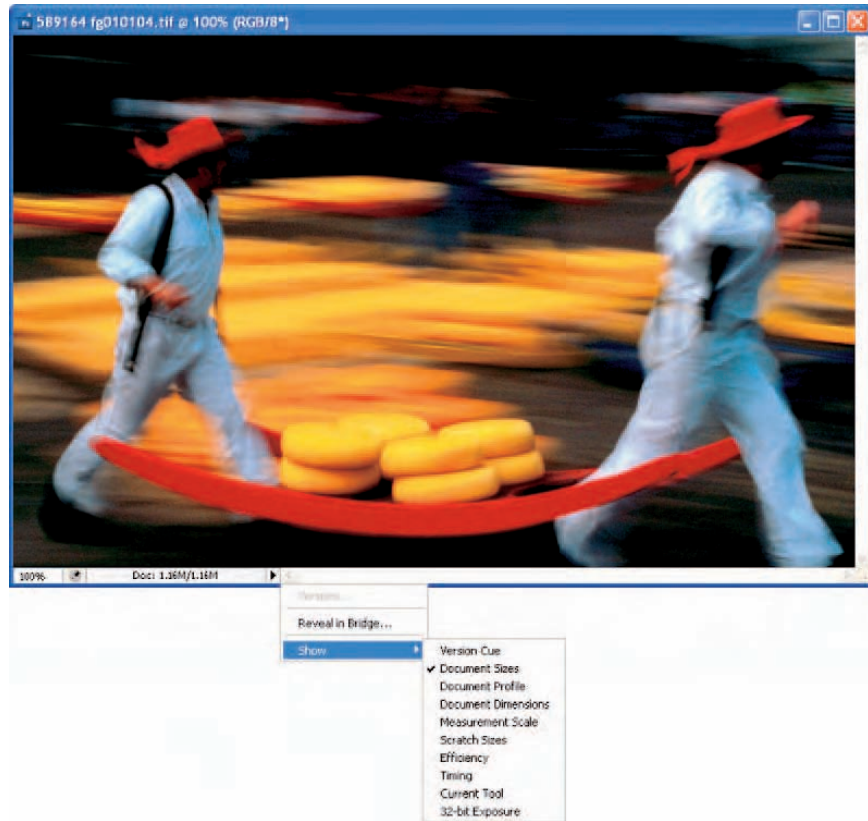 5B9164 fg010104.tif @ 100% (RGB/8*)
100% Doc: 1.16M/1.16M
Reveal in Bridge...
Show
Version Cue
Document Sizes
Document Profile
Document Dimensions
Measurement Scale
Scratch Sizes
Efficiency
Timing
Current Tool
32-bit Exposure